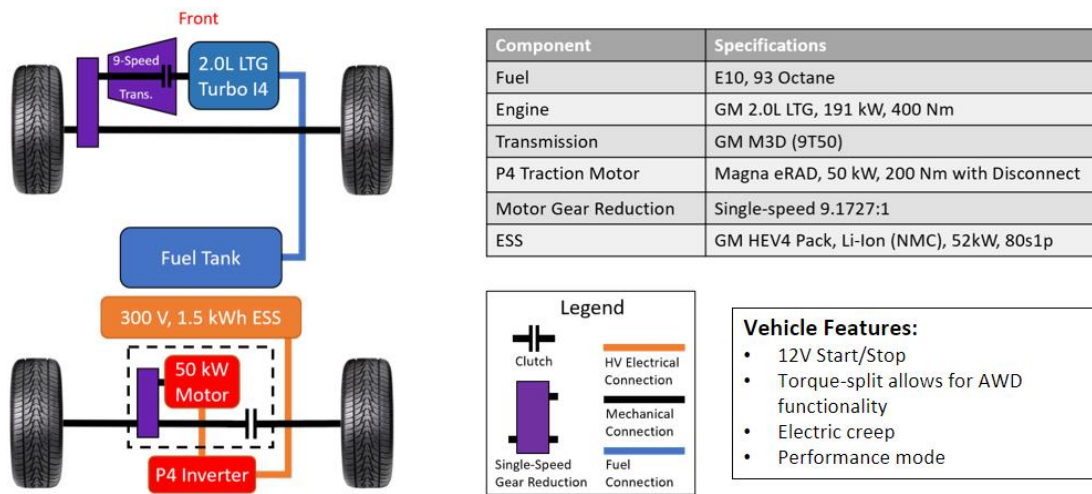 Front
9-Speed
Trans.
2.0L LTG
Turbo I4
Fuel Tank
300 V, 1.5 kWh ESS
50 kW
Motor
P4 Inverter
Component Specifications
Fuel E10, 93 Octane
Engine GM 2.0L LTG, 191 kW, 400 Nm
Transmission GM M3D (9T50)
P4 Traction Motor Magna eRAD, 50 kW, 200 Nm with Disconnect
Motor Gear Reduction Single-speed 9.1727:1
ESS GM HEV4 Pack, Li-Ion (NMC), 52kW, 80s1p
Legend
Clutch
Single-Speed
Gear Reduction
HV Electrical
Connection
Mechanical
Connection
Fuel
Connection
Vehicle Features:
• 12V Start/Stop
• Torque-split allows for AWD
functionality
• Electric creep
• Performance mode